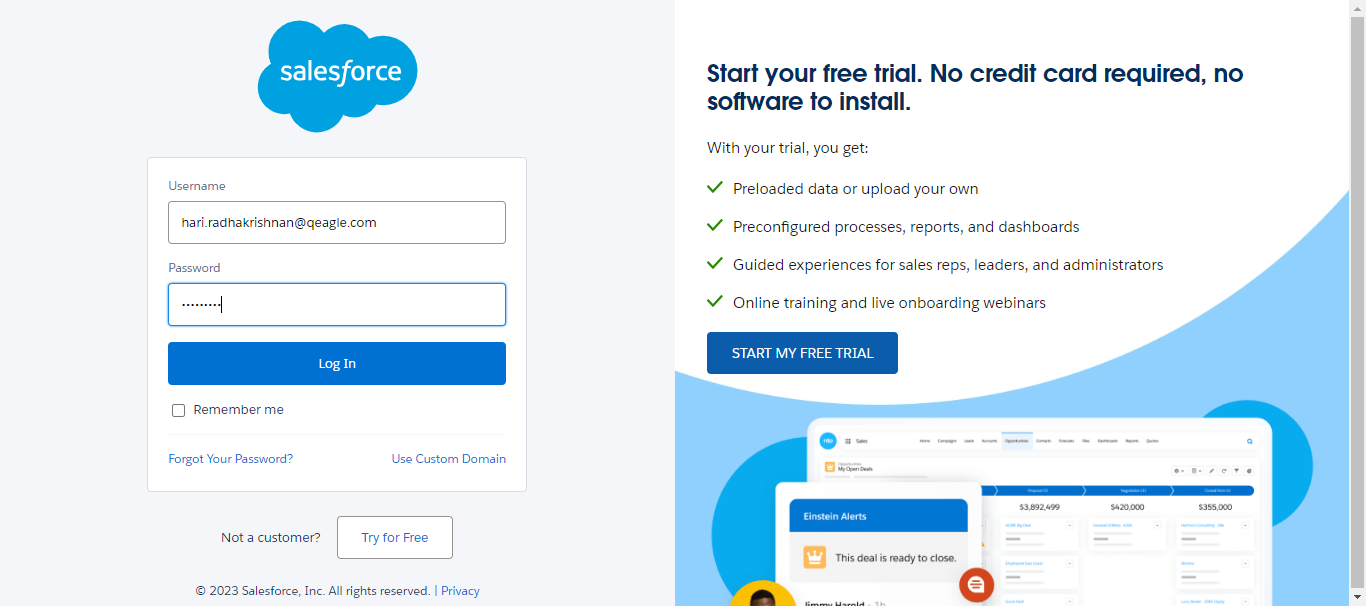 salesforce
Username
hari.radhakrishnan@qeagle.com
Password
•••••••••
Log In
Remember me
Forgot Your Password?
Use Custom Domain
Not a customer?
Try for Free
© 2023 Salesforce, Inc. All rights reserved. | Privacy
Start your free trial. No credit card required, no
software to install.
With your trial, you get:
Preloaded data or upload your own
Preconfigured processes, reports, and dashboards
Guided experiences for sales reps, leaders, and administrators
Online training and live onboarding webinars
START MY FREE TRIAL
Sales
Home Campaigns Leads Accounts Opportunities Contacts Forecasts Files Dashboards Reports Quotes
Opportunities
My Open Deals
$3,892,499
$420,000
$355,000
Einstein Alerts
This deal is ready to close.
Jimmy Harold · 1h